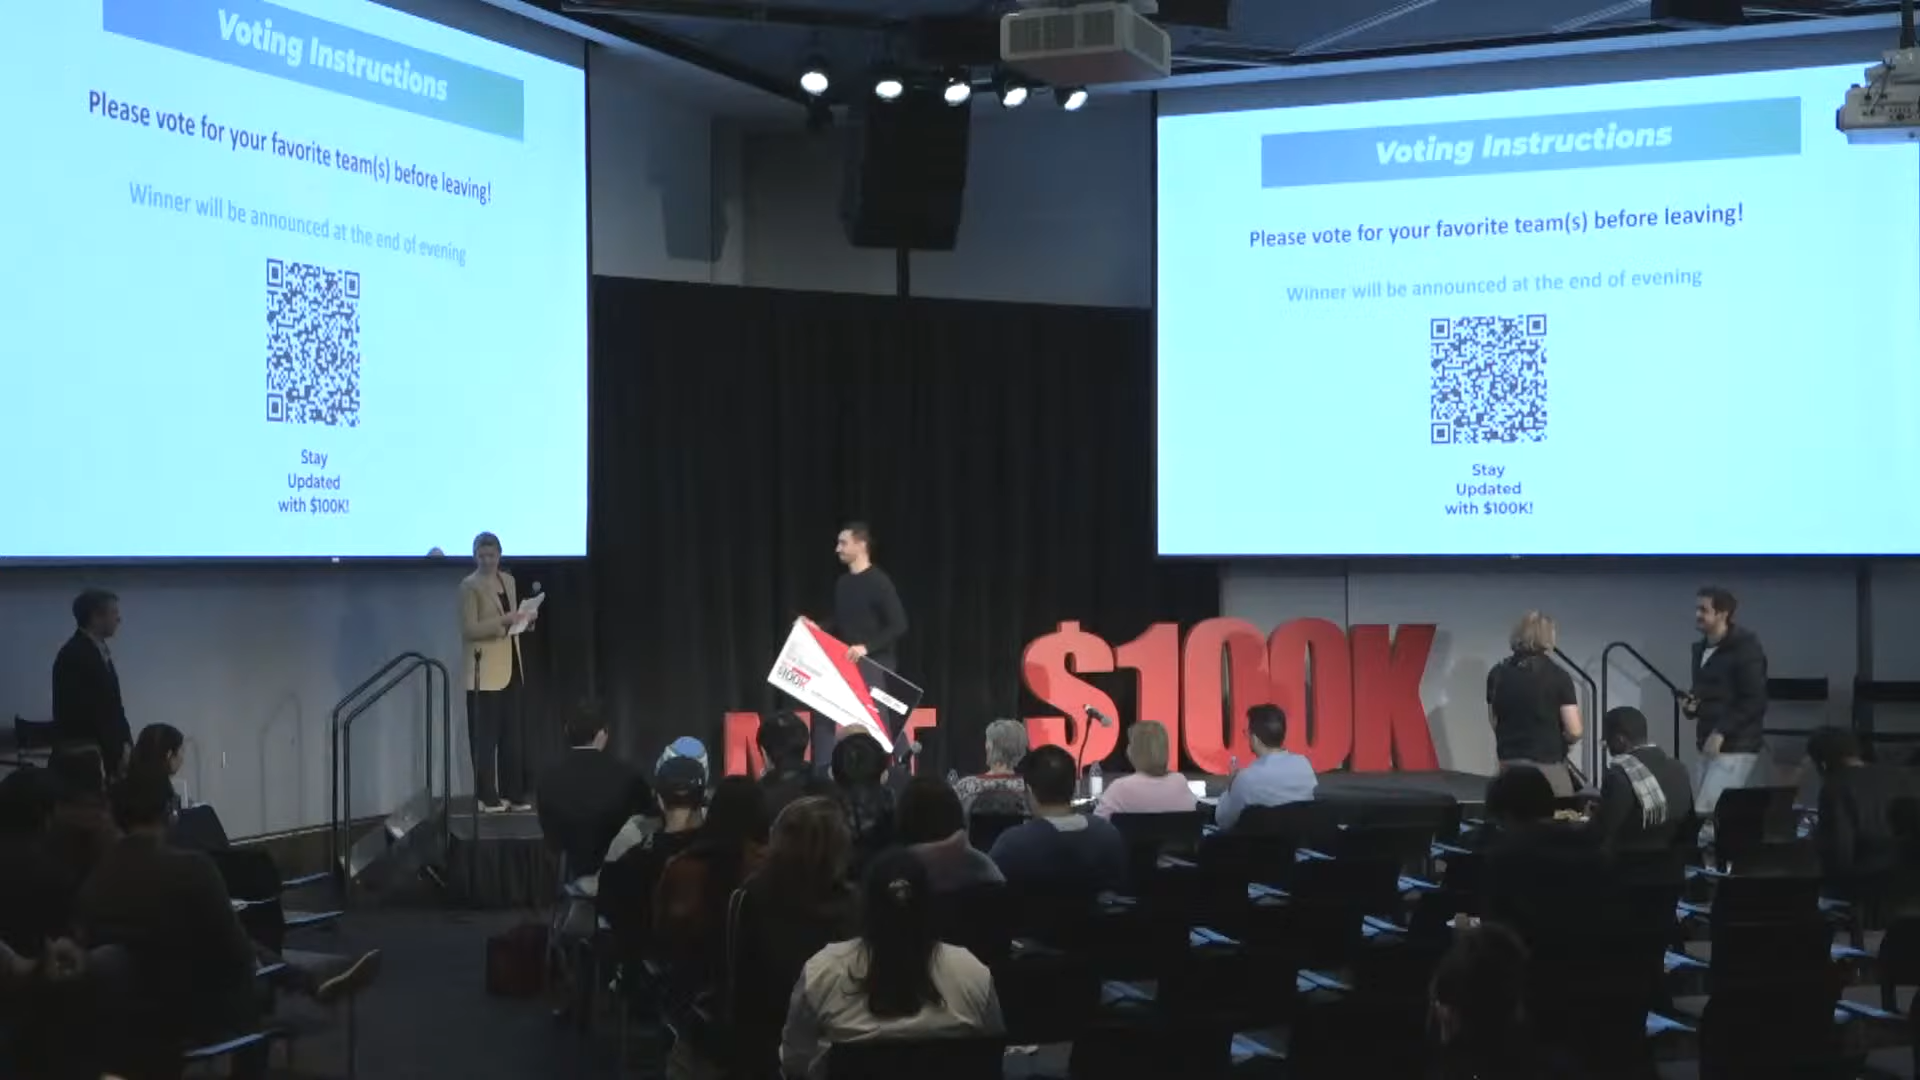 Voting Instructions
Please vote for your favorite team(s) before leaving!
Winner will be announced at the end of evening
Stay
Updated
with $100K!
Voting Instructions
Please vote for your favorite team(s) before leaving!
Winner will be announced at the end of evening
Stay
Updated
with $100K!
$100K
$100K